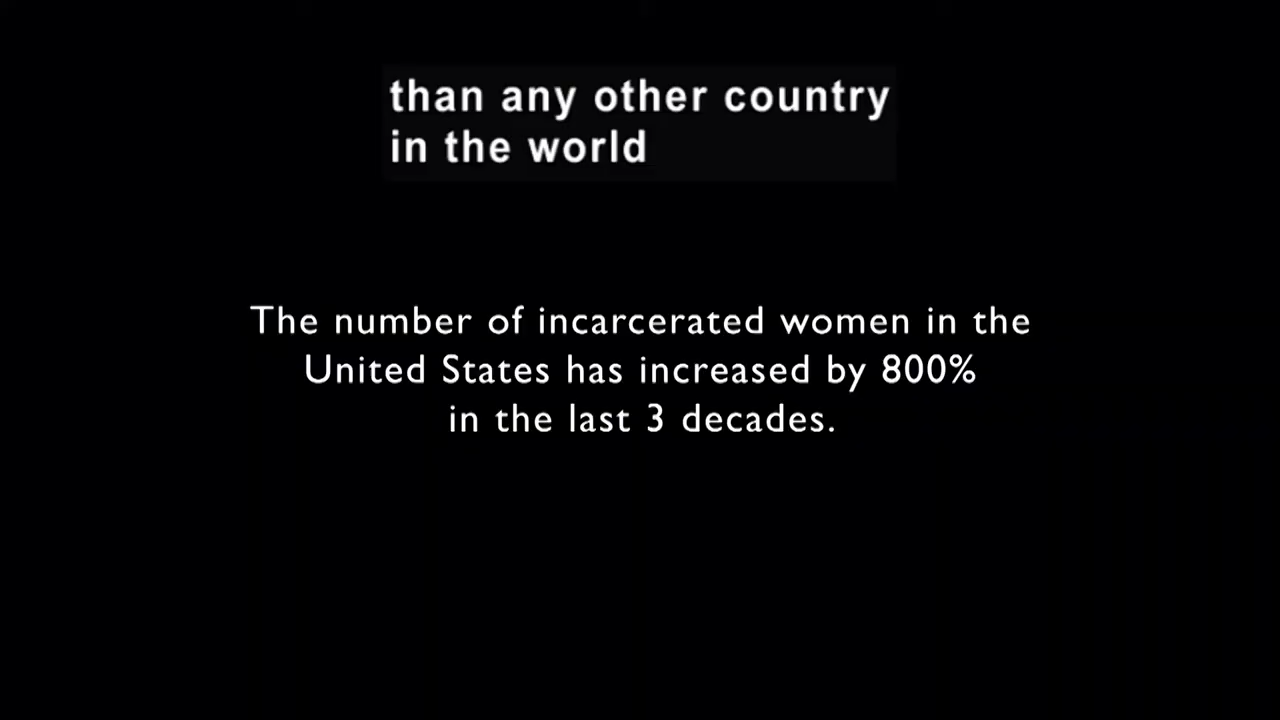 than any other country
in the world
The number of incarcerated women in the
United States has increased by 800%
in the last 3 decades.